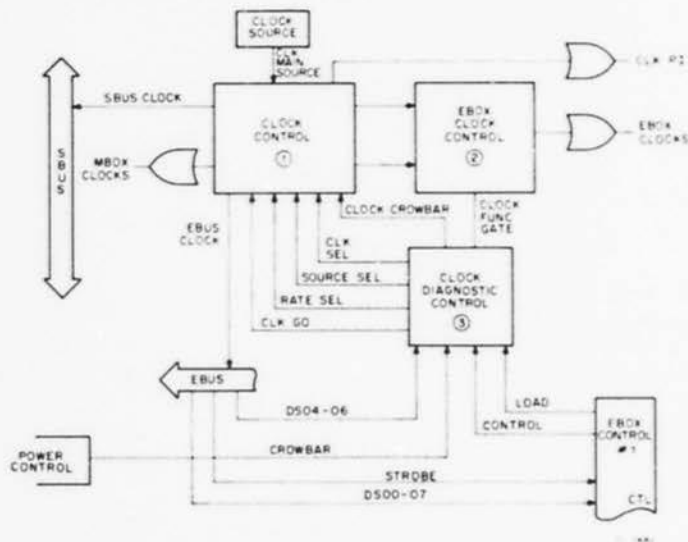 CLOCK
SOURCE
CLK
MAIN
SOURCE
CLK PI
SBUS CLOCK
SBUS
CLOCK
CONTROL
1
EBOX
CLOCK
CONTROL
2
EBOX
CLOCKS
MBOX
CLOCKS
EBUS
CLOCK
CLOCK CROWBAR
CLOCK
FUNC
GATE
CLK
SEL
SOURCE SEL
RATE SEL
CLK GO
CLOCK
DIAGNOSTIC
CONTROL
3
EBUS
DS04-06
LOAD
CONTROL
EBOX
CONTROL
POWER
CONTROL
CROWBAR
STROBE
DS00-07
CTL